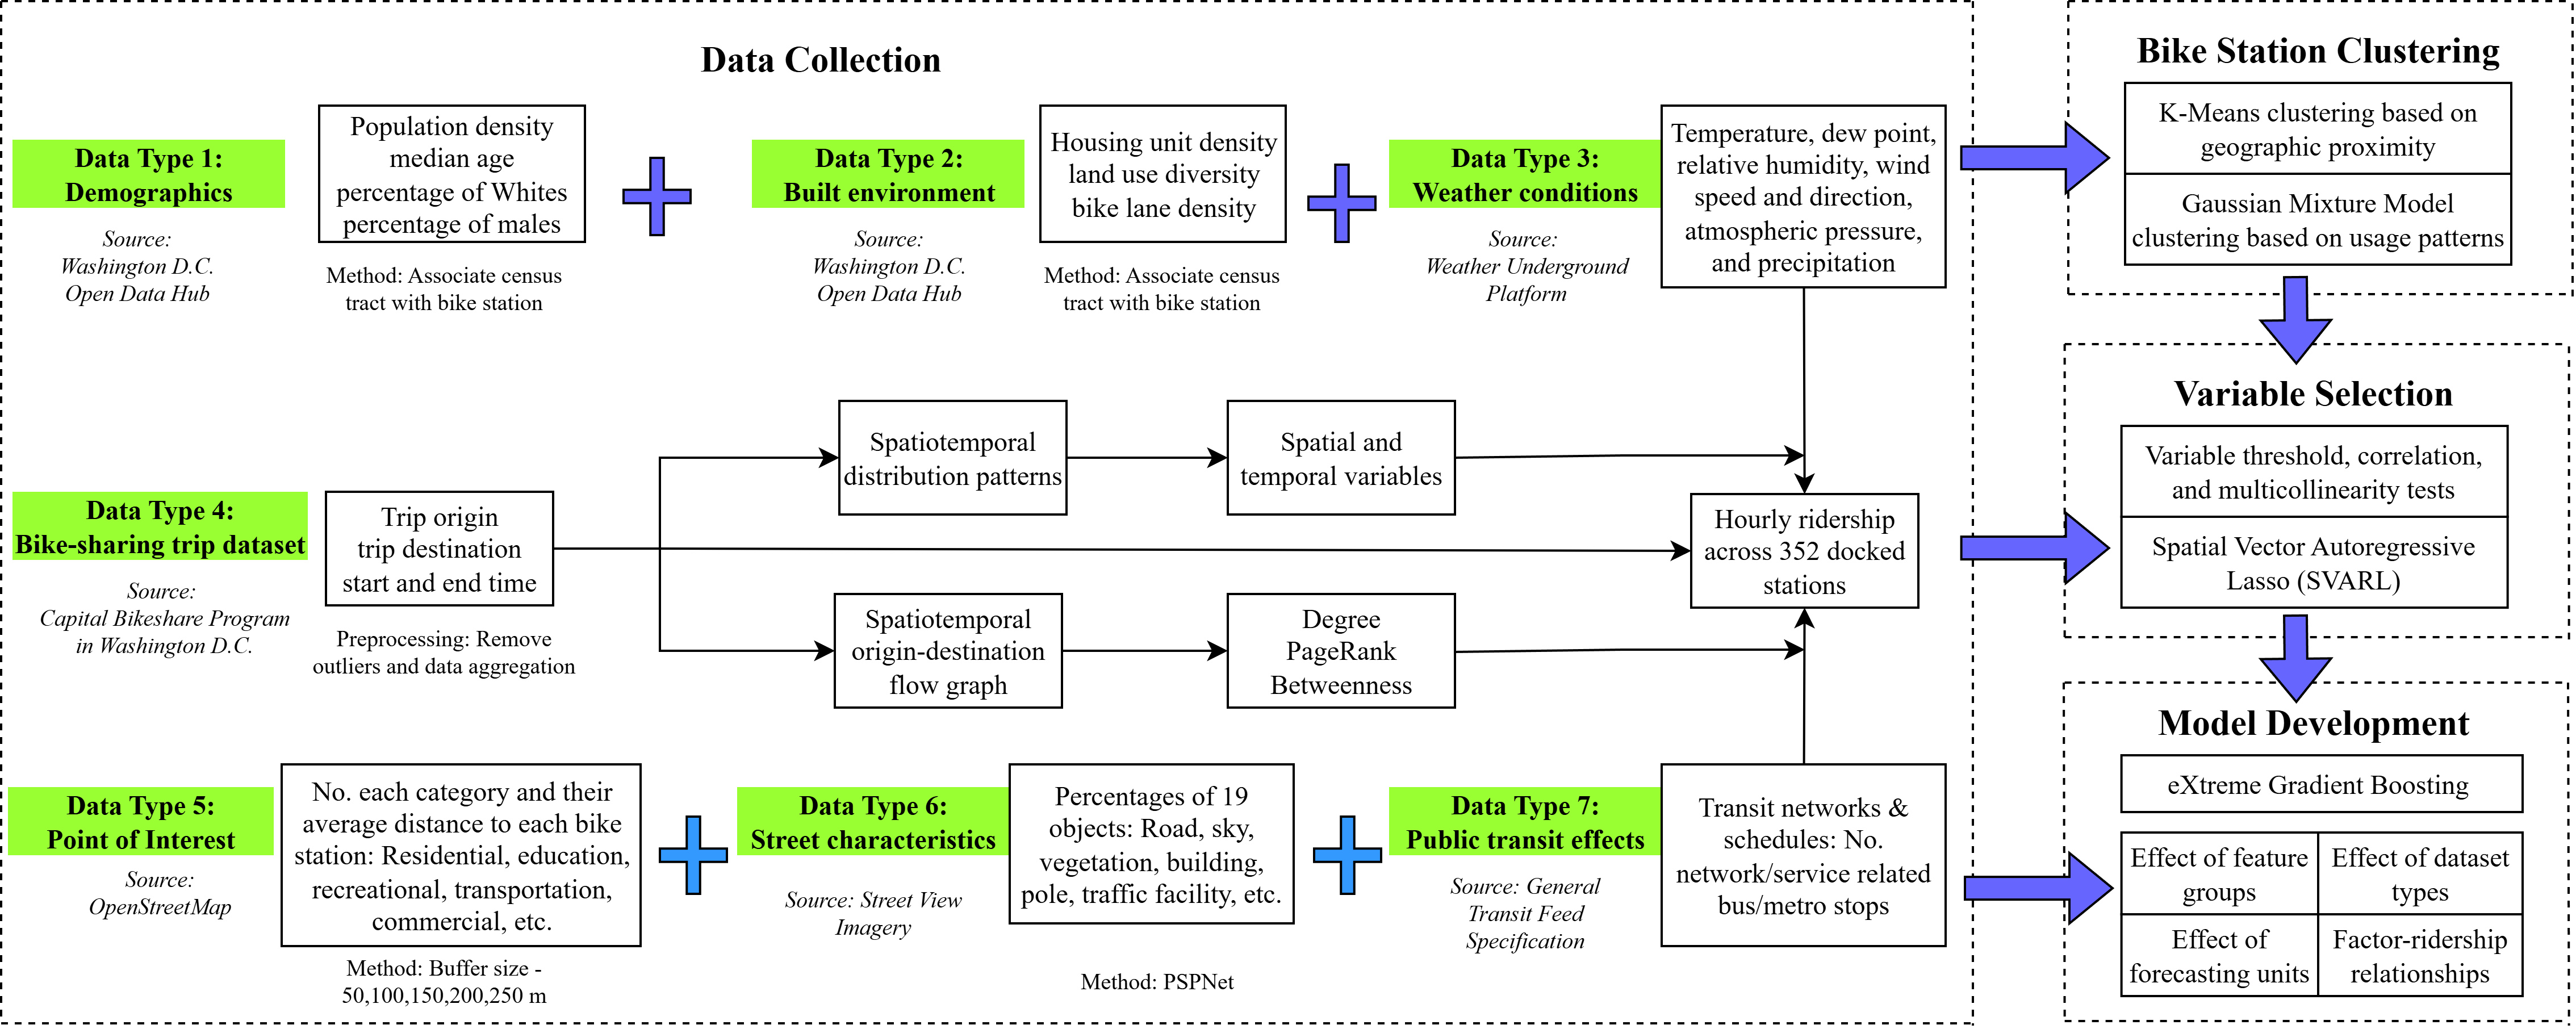 Data Collection
Data Type 1:
Demographics
Source:
Washington D.C.
Open Data Hub
Population density
median age
percentage of Whites
percentage of males
Method: Associate census
tract with bike station
Data Type 2:
Built environment
Source:
Washington D.C.
Open Data Hub
Housing unit density
land use diversity
bike lane density
Method: Associate census
tract with bike station
Data Type 3:
Weather conditions
Source:
Weather Underground
Platform
Temperature, dew point,
relative humidity, wind
speed and direction,
atmospheric pressure,
and precipitation
Data Type 4:
Bike-sharing trip dataset
Source:
Capital Bikeshare Program
in Washington D.C.
Trip origin
trip destination
start and end time
Preprocessing: Remove
outliers and data aggregation
Spatiotemporal
distribution patterns
Spatial and
temporal variables
Spatiotemporal
origin-destination
flow graph
Degree
PageRank
Betweenness
Hourly ridership
across 352 docked
stations
Data Type 5:
Point of Interest
Source:
OpenStreetMap
No. each category and their
average distance to each bike
station: Residential, education,
recreational, transportation,
commercial, etc.
Method: Buffer size -
50,100,150,200,250 m
Data Type 6:
Street characteristics
Source: Street View
Imagery
Percentages of 19
objects: Road, sky,
vegetation, building,
pole, traffic facility, etc.
Method: PSPNet
Data Type 7:
Public transit effects
Source: General
Transit Feed
Specification
Transit networks &
schedules: No.
network/service related
bus/metro stops
Bike Station Clustering
K-Means clustering based on
geographic proximity
Gaussian Mixture Model
clustering based on usage patterns
Variable Selection
Variable threshold, correlation,
and multicollinearity tests
Spatial Vector Autoregressive
Lasso (SVARL)
Model Development
eXtreme Gradient Boosting
Effect of feature
groups
Effect of dataset
types
Effect of
forecasting units
Factor-ridership
relationships